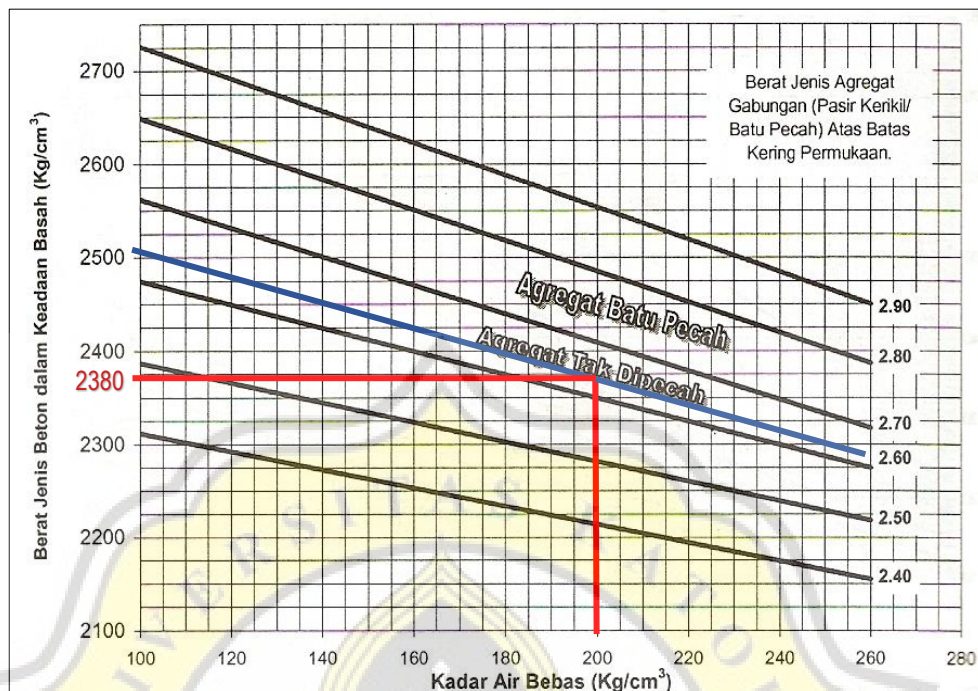 Berat Jenis Beton dalam Keadaan Basah (Kg/cm³)
2700
2600
2500
2400
2380
2300
2200
2100
Berat Jenis Agregat
Gabungan (Pasir Kerikil/
Batu Pecah) Atas Batas
Kering Permukaan.
Agregat Batu Pecah
Agregat Tak Dipecah
2.90
2.80
2.70
2.60
2.50
2.40
UNIVERSITAS KATO
100 120 140 160 180 200 220 240 260 280
Kadar Air Bebas (Kg/cm³)